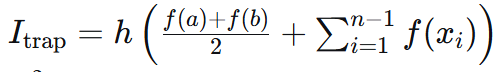 I_trap = h ( (f(a)+f(b))/2 + ∑_{i=1}^{n−1} f(x_i) )